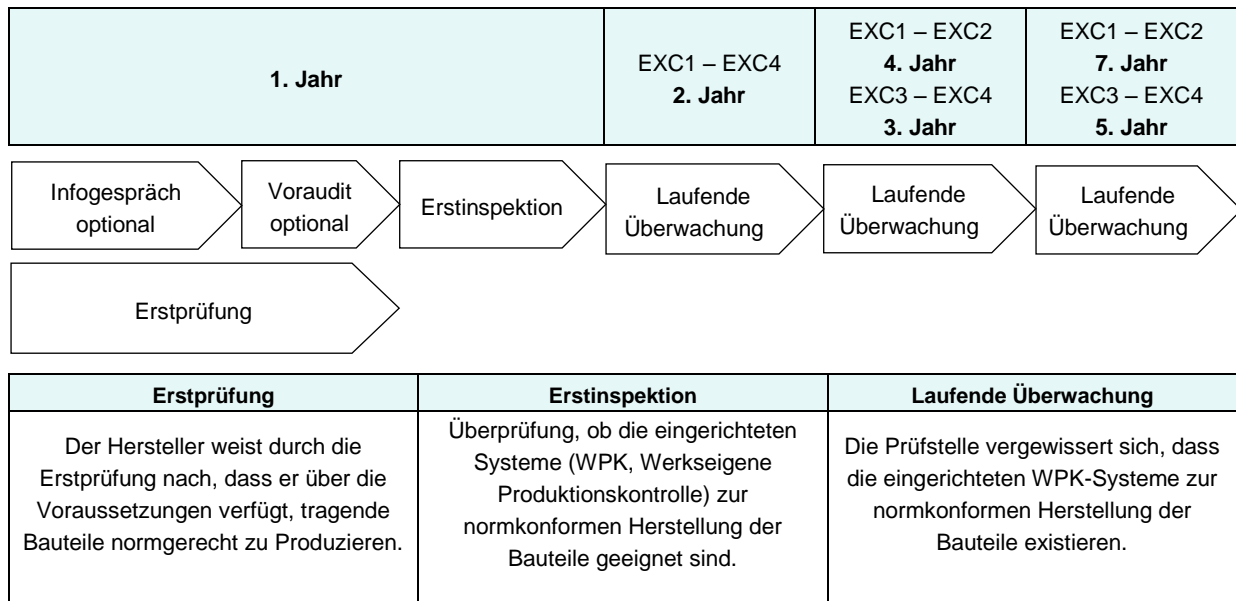 1. Jahr
EXC1 – EXC4
2. Jahr
EXC1 – EXC2
4. Jahr
EXC3 – EXC4
3. Jahr
EXC1 – EXC2
7. Jahr
EXC3 – EXC4
5. Jahr
Infogespräch
optional
Voraudit
optional
Erstinspektion
Laufende
Überwachung
Laufende
Überwachung
Laufende
Überwachung
Erstprüfung
Erstprüfung
Der Hersteller weist durch die
Erstprüfung nach, dass er über die
Voraussetzungen verfügt, tragende
Bauteile normgerecht zu Produzieren.
Erstinspektion
Überprüfung, ob die eingerichteten
Systeme (WPK, Werkseigene
Produktionskontrolle) zur
normkonformen Herstellung der
Bauteile geeignet sind.
Laufende Überwachung
Die Prüfstelle vergewissert sich, dass
die eingerichteten WPK-Systeme zur
normkonformen Herstellung der
Bauteile existieren.